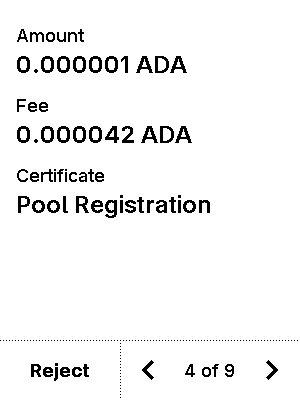 Amount
0.000001 ADA
Fee
0.000042 ADA
Certificate
Pool Registration
Reject
4 of 9